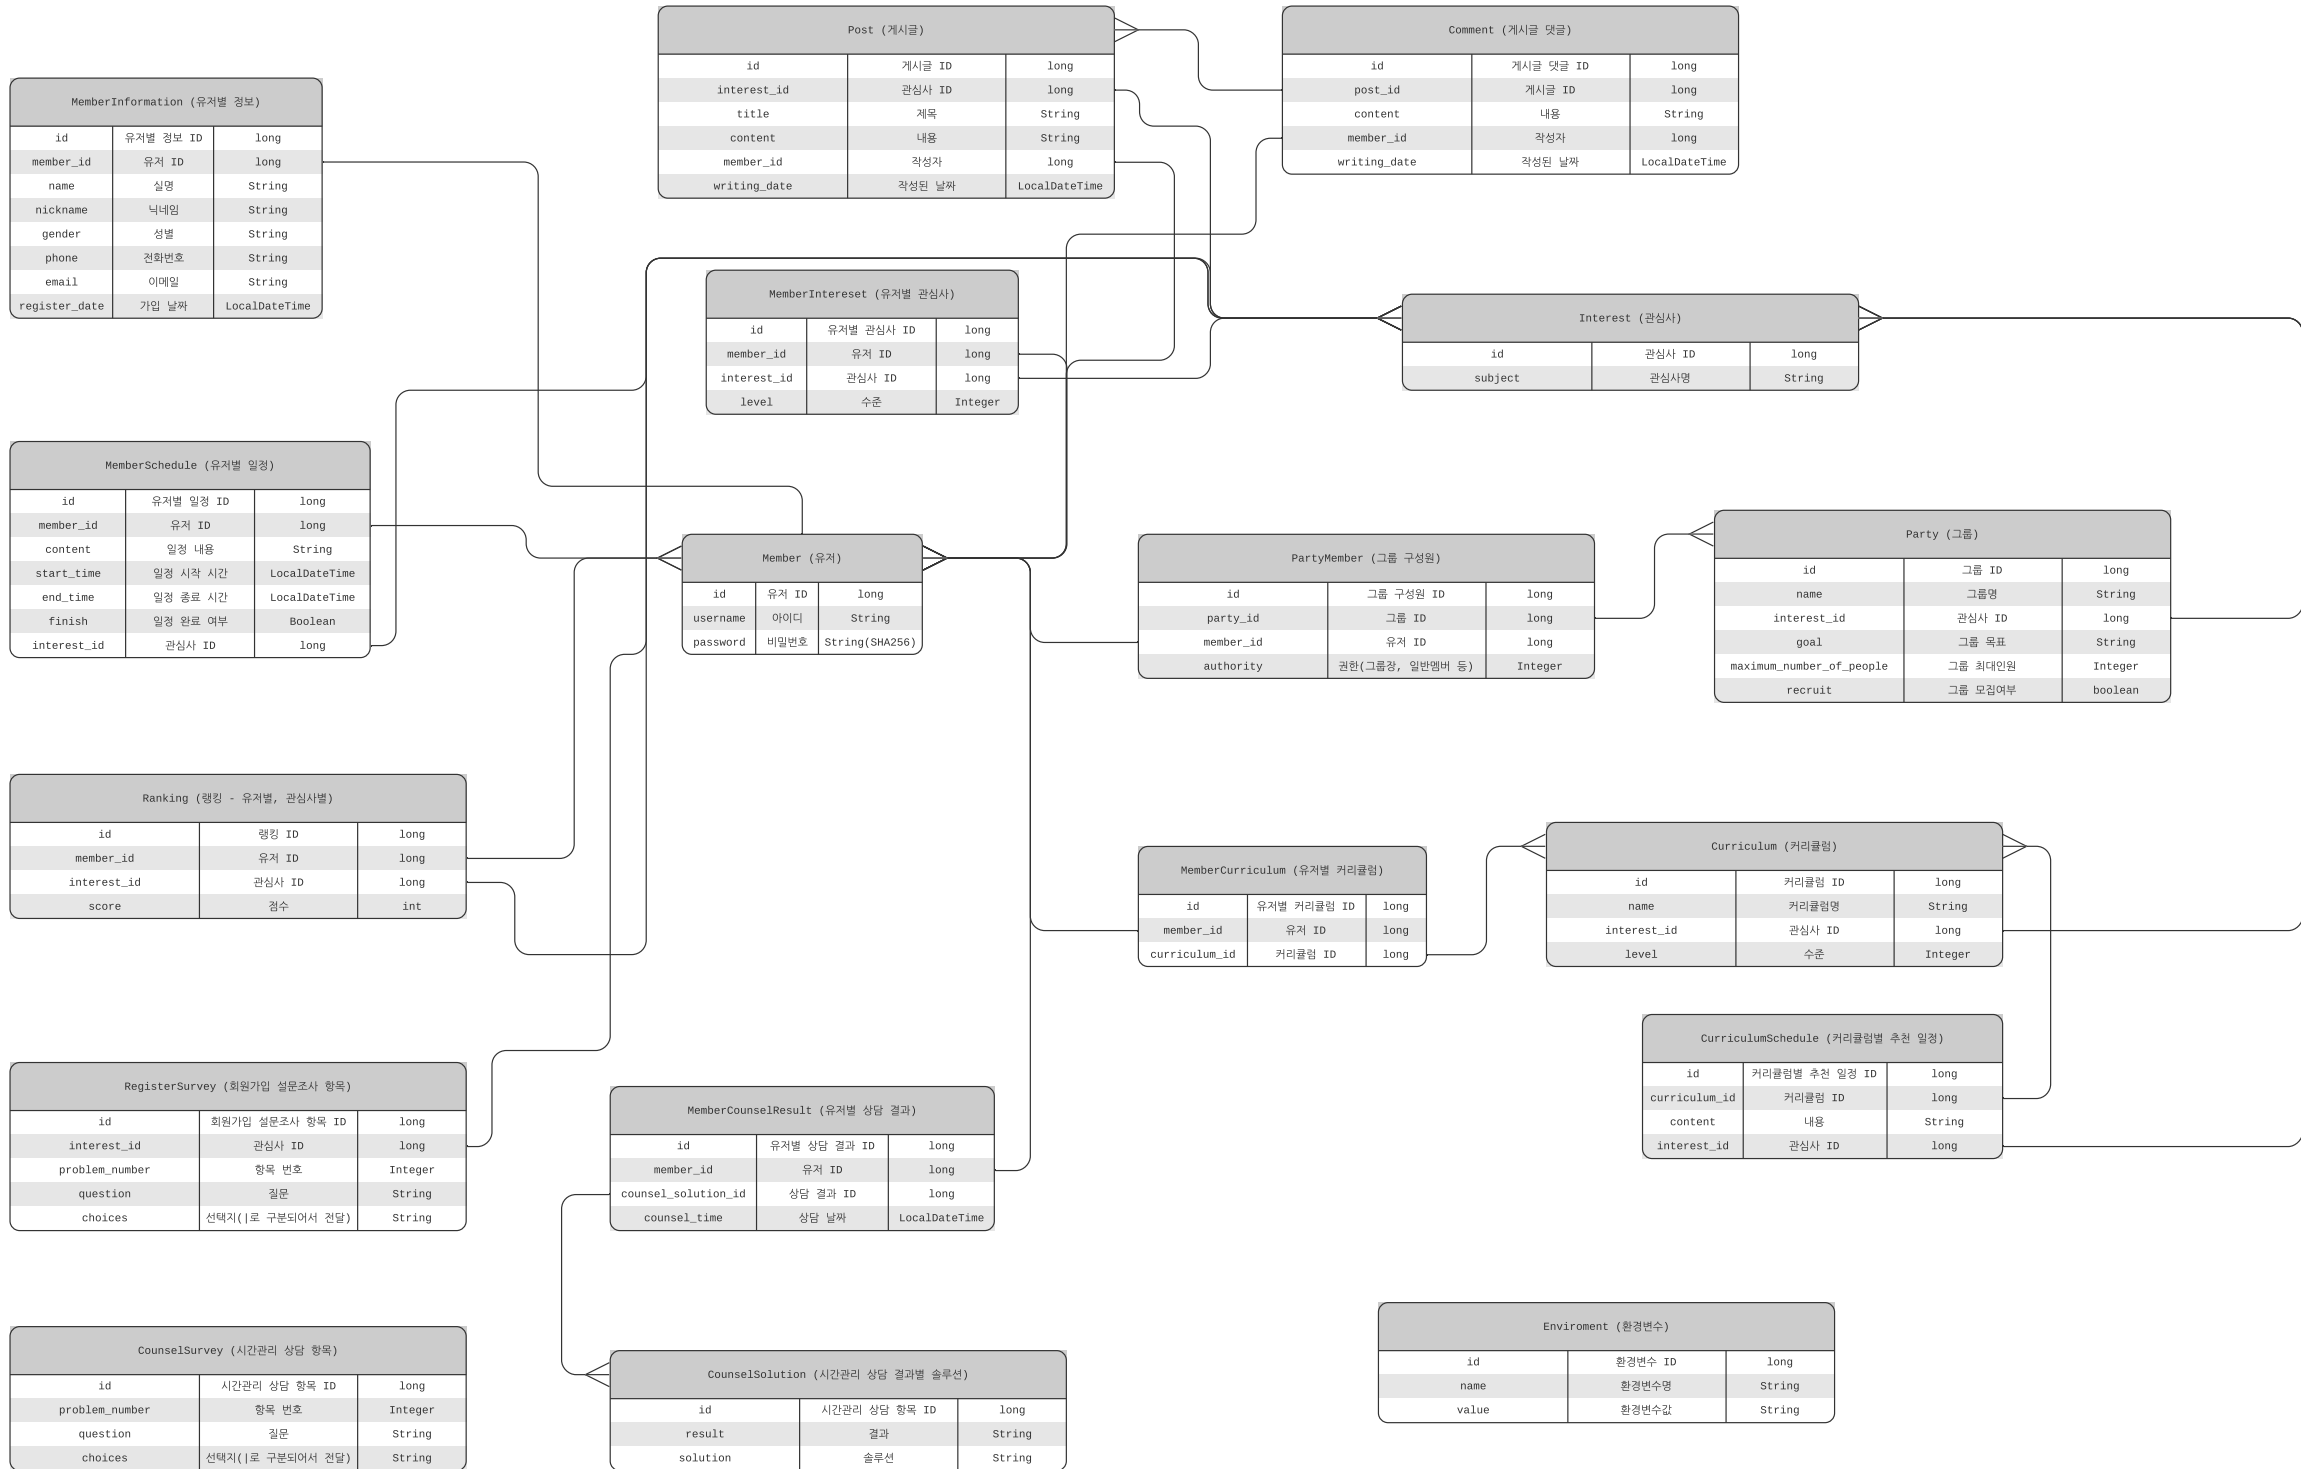 Post (게시글)
id 게시글 ID long
interest_id 관심사 ID long
title 제목 String
content 내용 String
member_id 작성자 long
writing_date 작성된 날짜 LocalDateTime
Comment (게시글 댓글)
id 게시글 댓글 ID long
post_id 게시글 ID long
content 내용 String
member_id 작성자 long
writing_date 작성된 날짜 LocalDateTime
MemberInformation (유저별 정보)
id 유저별 정보 ID long
member_id 유저 ID long
name 실명 String
nickname 닉네임 String
gender 성별 String
phone 전화번호 String
email 이메일 String
register_date 가입 날짜 LocalDateTime
MemberIntereset (유저별 관심사)
id 유저별 관심사 ID long
member_id 유저 ID long
interest_id 관심사 ID long
level 수준 Integer
Interest (관심사)
id 관심사 ID long
subject 관심사명 String
MemberSchedule (유저별 일정)
id 유저별 일정 ID long
member_id 유저 ID long
content 일정 내용 String
start_time 일정 시작 시간 LocalDateTime
end_time 일정 종료 시간 LocalDateTime
finish 일정 완료 여부 Boolean
interest_id 관심사 ID long
Member (유저)
id 유저 ID long
username 아이디 String
password 비밀번호 String(SHA256)
PartyMember (그룹 구성원)
id 그룹 구성원 ID long
party_id 그룹 ID long
member_id 유저 ID long
authority 권한(그룹장, 일반멤버 등) Integer
Party (그룹)
id 그룹 ID long
name 그룹명 String
interest_id 관심사 ID long
goal 그룹 목표 String
maximum_number_of_people 그룹 최대인원 Integer
recruit 그룹 모집여부 boolean
Ranking (랭킹 - 유저별, 관심사별)
id 랭킹 ID long
member_id 유저 ID long
interest_id 관심사 ID long
score 점수 int
MemberCurriculum (유저별 커리큘럼)
id 유저별 커리큘럼 ID long
member_id 유저 ID long
curriculum_id 커리큘럼 ID long
Curriculum (커리큘럼)
id 커리큘럼 ID long
name 커리큘럼명 String
interest_id 관심사 ID long
level 수준 Integer
CurriculumSchedule (커리큘럼별 추천 일정)
id 커리큘럼별 추천 일정 ID long
curriculum_id 커리큘럼 ID long
content 내용 String
interest_id 관심사 ID long
RegisterSurvey (회원가입 설문조사 항목)
id 회원가입 설문조사 항목 ID long
interest_id 관심사 ID long
problem_number 항목 번호 Integer
question 질문 String
choices 선택지(|로 구분되어서 전달) String
MemberCounselResult (유저별 상담 결과)
id 유저별 상담 결과 ID long
member_id 유저 ID long
counsel_solution_id 상담 결과 ID long
counsel_time 상담 날짜 LocalDateTime
CounselSurvey (시간관리 상담 항목)
id 시간관리 상담 항목 ID long
problem_number 항목 번호 Integer
question 질문 String
choices 선택지(|로 구분되어서 전달) String
CounselSolution (시간관리 상담 결과별 솔루션)
id 시간관리 상담 항목 ID long
result 결과 String
solution 솔루션 String
Enviroment (환경변수)
id 환경변수 ID long
name 환경변수명 String
value 환경변수값 String